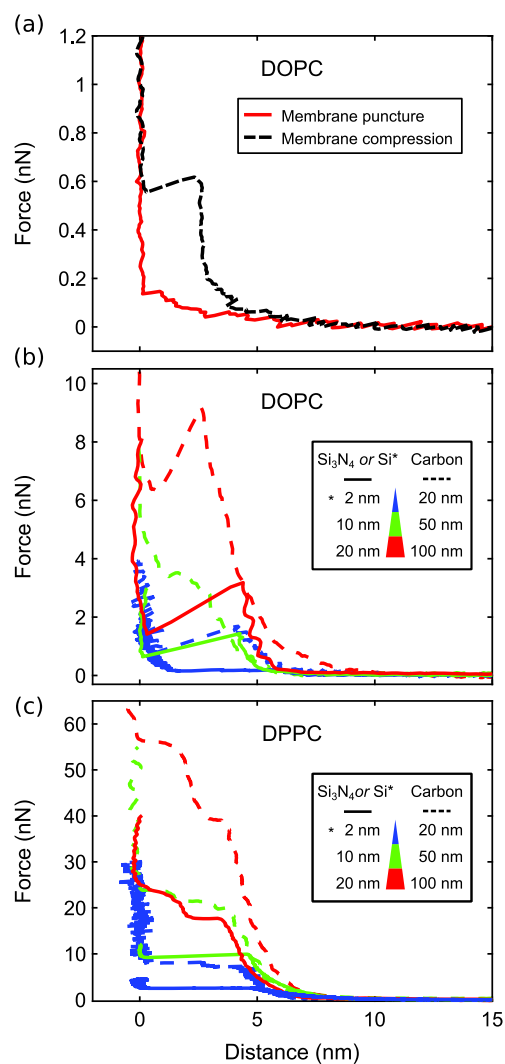 (a)
DOPC
Membrane puncture
Membrane compression
Force (nN)
1.2
1
0.8
0.6
0.4
0.2
0
(b)
DOPC
Si₃N₄ or Si* Carbon
* 2 nm 20 nm
10 nm 50 nm
20 nm 100 nm
Force (nN)
10
8
6
4
2
0
(c)
DPPC
Si₃N₄or Si* Carbon
* 2 nm 20 nm
10 nm 50 nm
20 nm 100 nm
Force (nN)
60
50
40
30
20
10
0
0 5 10 15
Distance (nm)